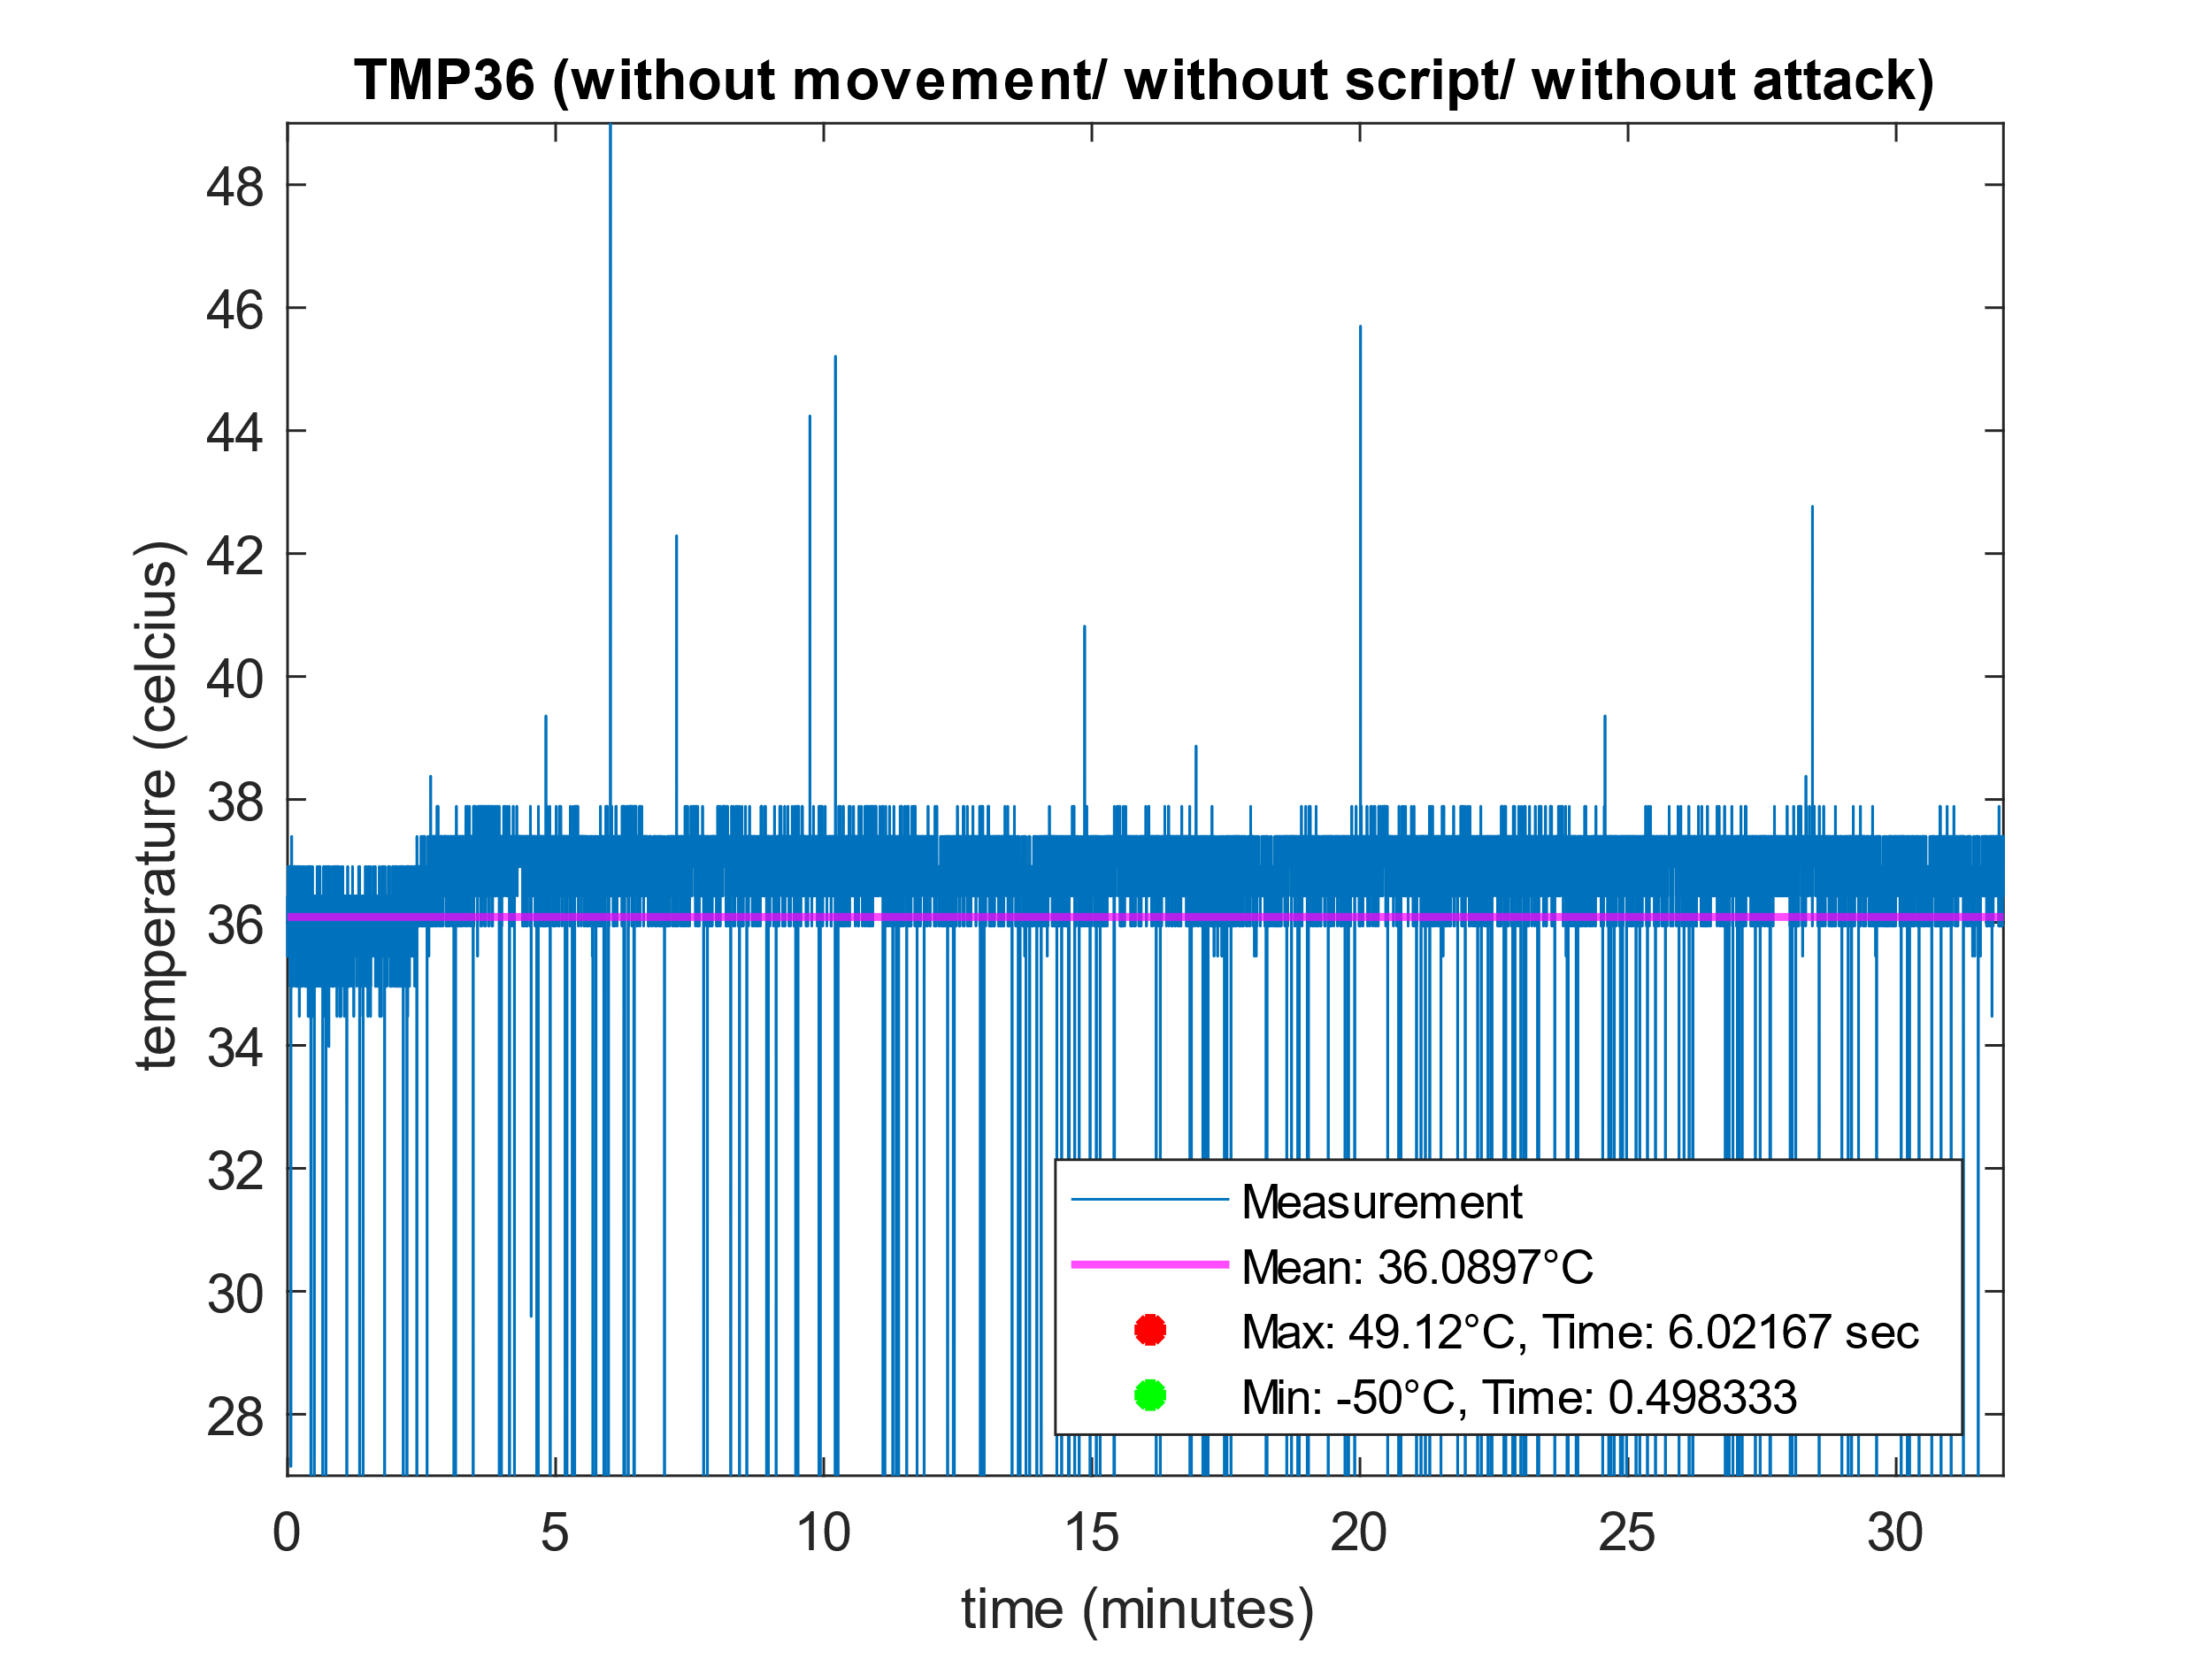 TMP36 (without movement/ without script/ without attack)
48
46
44
42
40
38
36
34
32
30
28
temperature (celcius)
Measurement
Mean: 36.0897°C
Max: 49.12°C, Time: 6.02167 sec
Min: -50°C, Time: 0.498333
0 5 10 15 20 25 30
time (minutes)